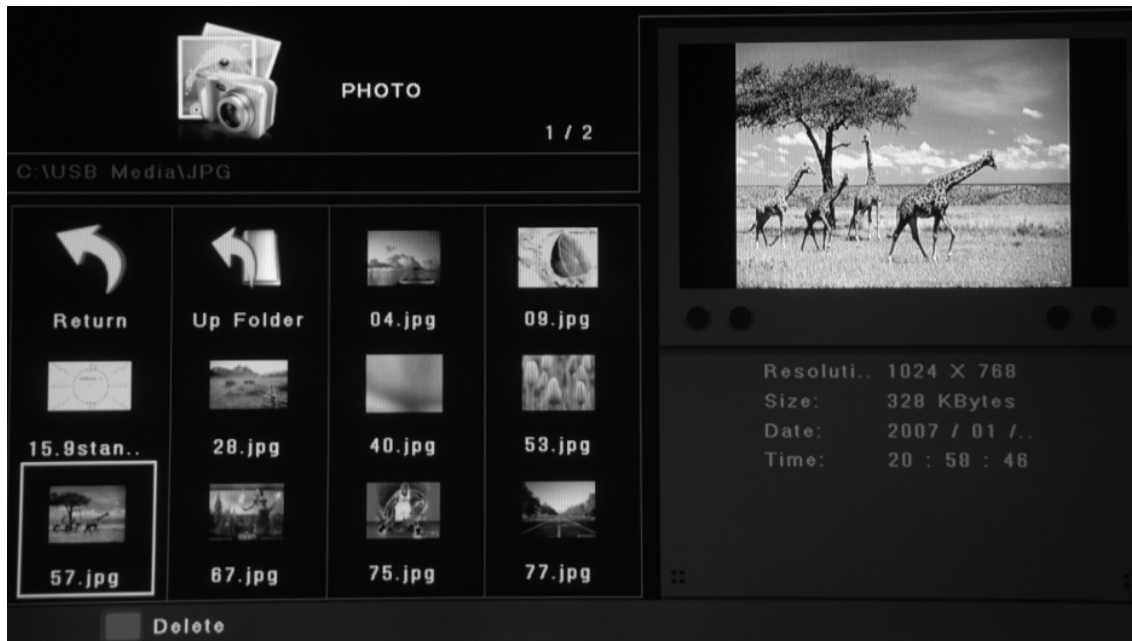 PHOTO
1 / 2
C:\USB Media\JPG
Return
Up Folder
04.jpg
09.jpg
15.9stan..
28.jpg
40.jpg
53.jpg
57.jpg
67.jpg
75.jpg
77.jpg
Resoluti.. 1024 X 768
Size: 328 KBytes
Date: 2007 / 01 /..
Time: 20 : 58 : 46
Delete